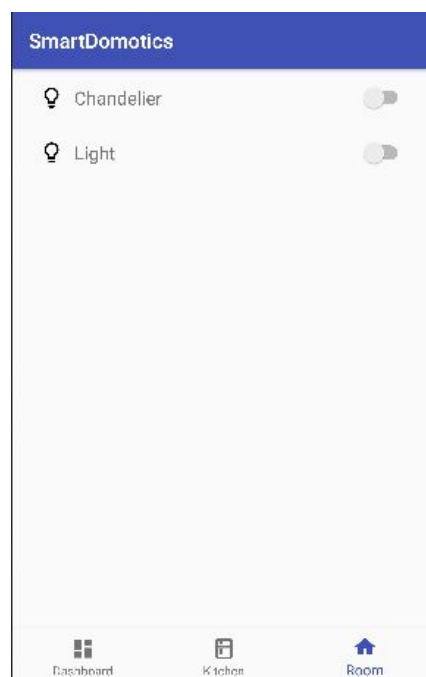 SmartDomotics
Chandelier
Light
Dashboard
Kitchen
Room